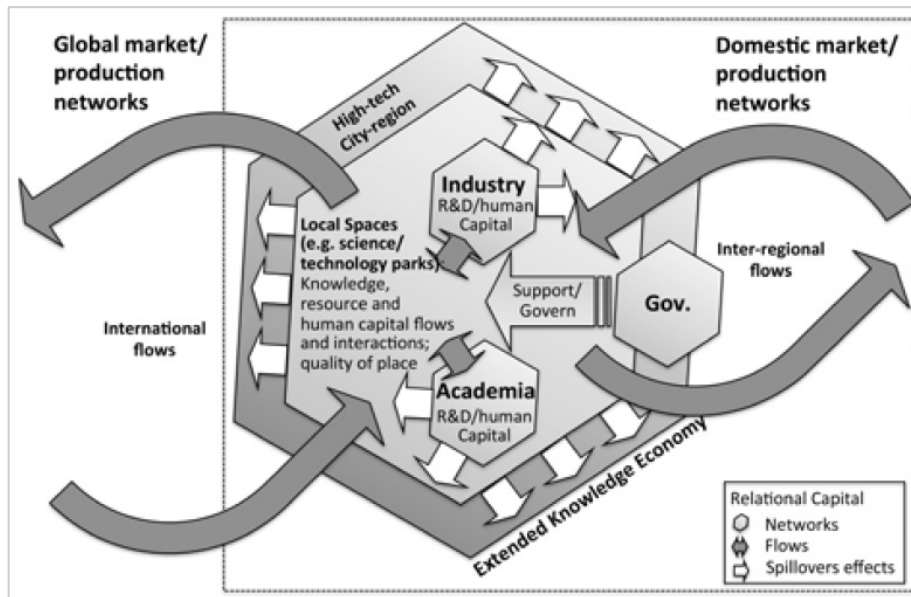 Global market/
production
networks
Domestic market/
production
networks
High-tech
City-region
Industry
R&D/human
Capital
Local Spaces
(e.g. science/
technology parks):
Knowledge,
resource and
human capital flows
and interactions;
quality of place
International
flows
Support/
Govern
Gov.
Inter-regional
flows
Academia
R&D/human
Capital
Extended Knowledge Economy
Relational Capital
Networks
Flows
Spillovers effects